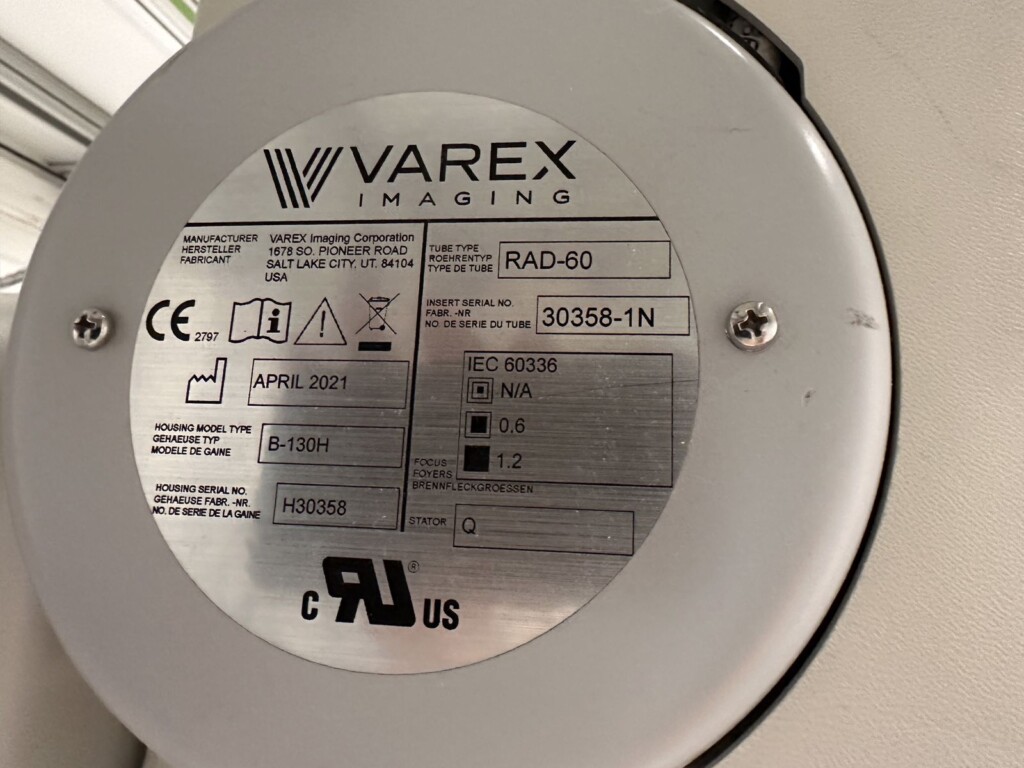 VAREX
IMAGING
MANUFACTURER
HERSTELLER
FABRICANT
VAREX Imaging Corporation
1678 SO. PIONEER ROAD
SALT LAKE CITY, UT. 84104
USA
CE 2797
i
!
APRIL 2021
HOUSING MODEL TYPE
GEHAEUSE TYP
MODELE DE GAINE
B-130H
HOUSING SERIAL NO.
GEHAEUSE FABR. -NR.
NO. DE SERIE DE LA GAINE
H30358
TUBE TYPE
ROEHRENTYP
TYPE DE TUBE
RAD-60
INSERT SERIAL NO.
FABR. -NR
NO. DE SERIE DU TUBE
30358-1N
IEC 60336
N/A
0.6
1.2
FOCUS
FOYERS
BRENNFLECKGROESSEN
STATOR
Q
C RU ® US